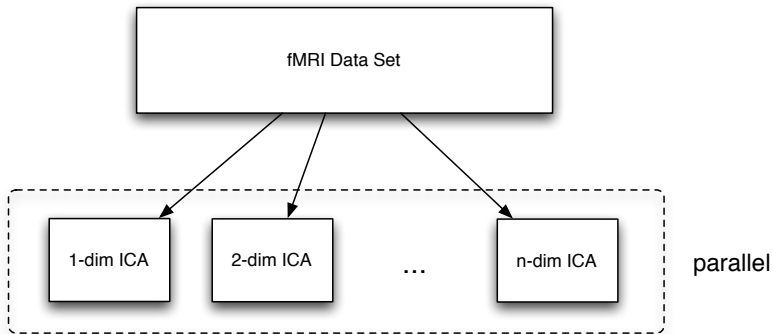 fMRI Data Set
1-dim ICA
2-dim ICA
...
n-dim ICA
parallel